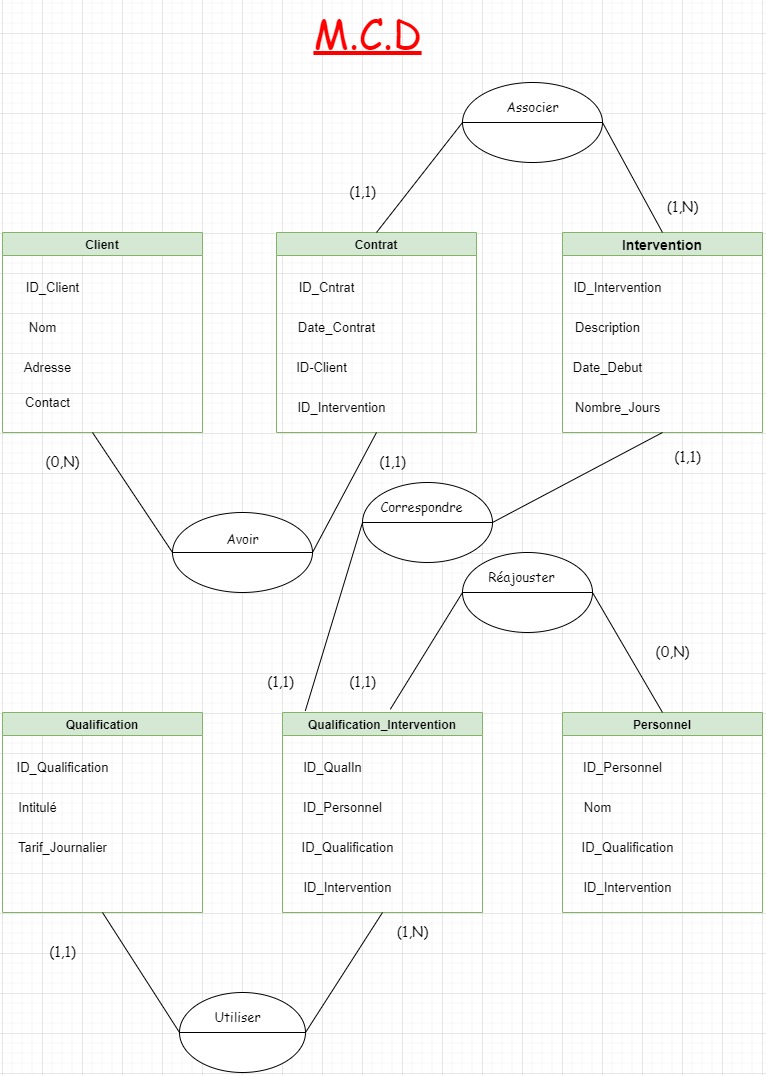 M.C.D
Associer
(1,1)
(1,N)
Client
Contrat
Intervention
ID_Client
ID_Cntrat
ID_Intervention
Nom
Date_Contrat
Description
Adresse
ID-Client
Date_Debut
Contact
ID_Intervention
Nombre_Jours
(0,N)
(1,1)
(1,1)
Correspondre
Avoir
Réajouster
(0,N)
(1,1)
(1,1)
Qualification
Qualification_Intervention
Personnel
ID_Qualification
ID_QualIn
ID_Personnel
Intitulé
ID_Personnel
Nom
Tarif_Journalier
ID_Qualification
ID_Qualification
ID_Intervention
ID_Intervention
(1,1)
(1,N)
Utiliser